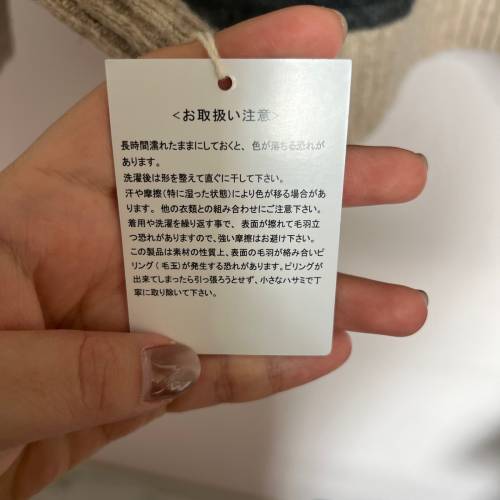 <お取扱い注意>
長時間濡れたままにしておくと、色が落ちる恐れが
あります。
洗濯後は形を整えて直ぐに干して下さい。
汗や摩擦(特に湿った状態)により色が移る場合があ
ります。他の衣類との組み合わせにご注意下さい。
着用や洗濯を繰り返す事で、表面が擦れて毛羽立
つ恐れがありますので、強い摩擦はお避け下さい。
この製品は素材の性質上、表面の毛羽が絡み合いピ
リング(毛玉)が発生する恐れがあります。ピリングが
出来てしまったら引っ張ろうとせず、小さなハサミで丁
寧に取り除いて下さい。